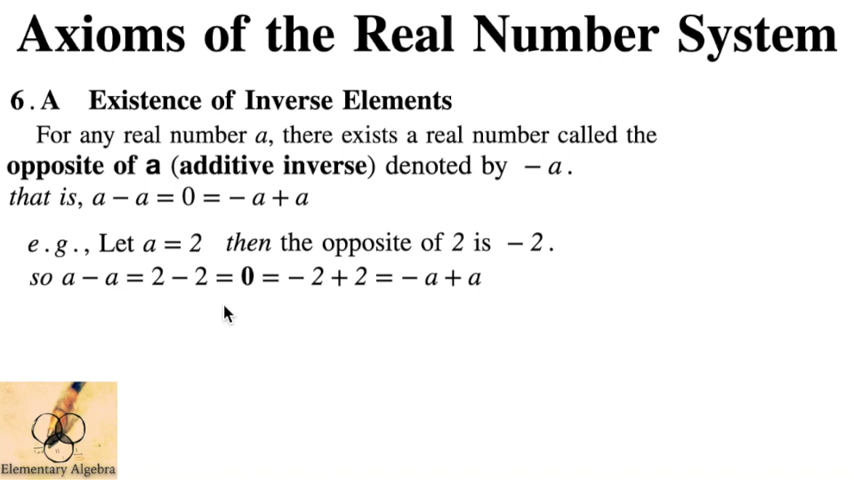 Axioms of the Real Number System
6.A Existence of Inverse Elements
For any real number a, there exists a real number called the
opposite of a (additive inverse) denoted by − a.
that is, a − a = 0 = − a + a
e.g., Let a = 2 then the opposite of 2 is − 2.
so a − a = 2 − 2 = 0 = − 2 + 2 = − a + a
Elementary Algebra